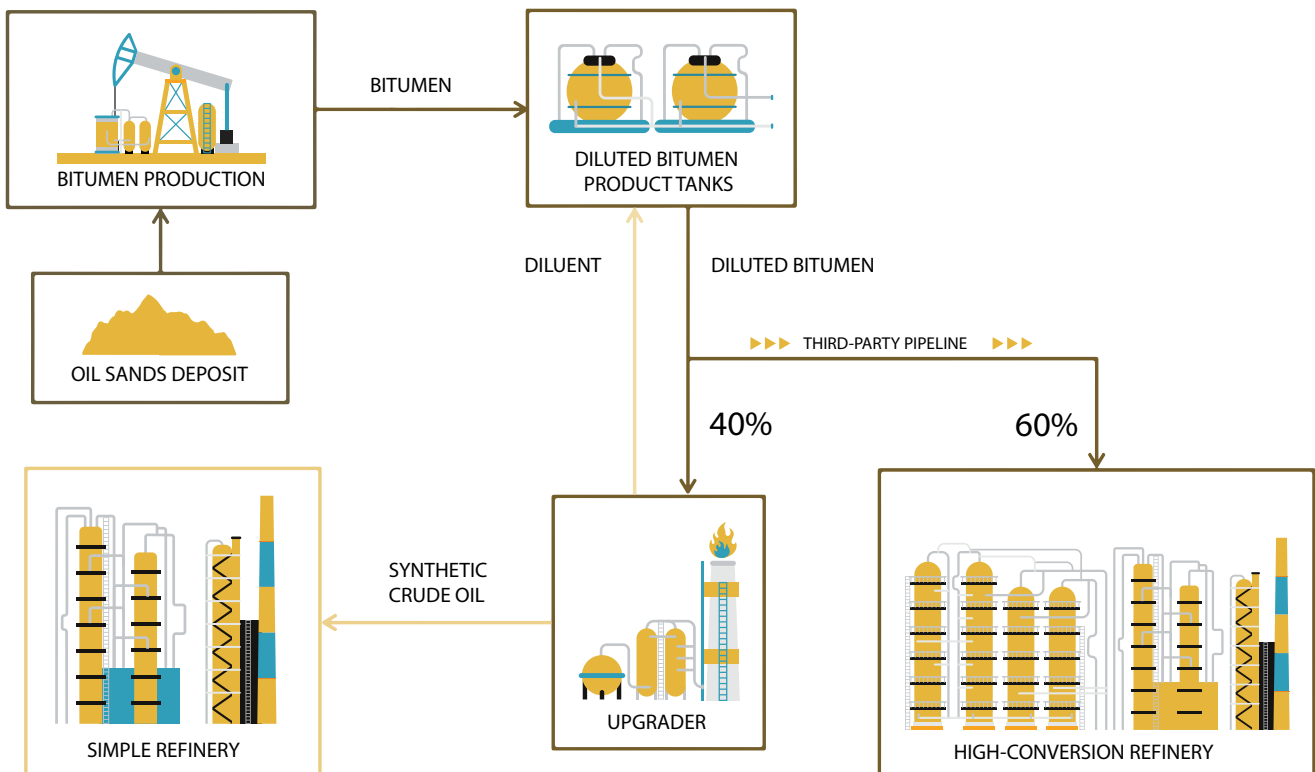 BITUMEN
BITUMEN PRODUCTION
DILUTED BITUMEN
PRODUCT TANKS
DILUENT
DILUTED BITUMEN
THIRD-PARTY PIPELINE
OIL SANDS DEPOSIT
40%
60%
SYNTHETIC
CRUDE OIL
UPGRADER
SIMPLE REFINERY
HIGH-CONVERSION REFINERY